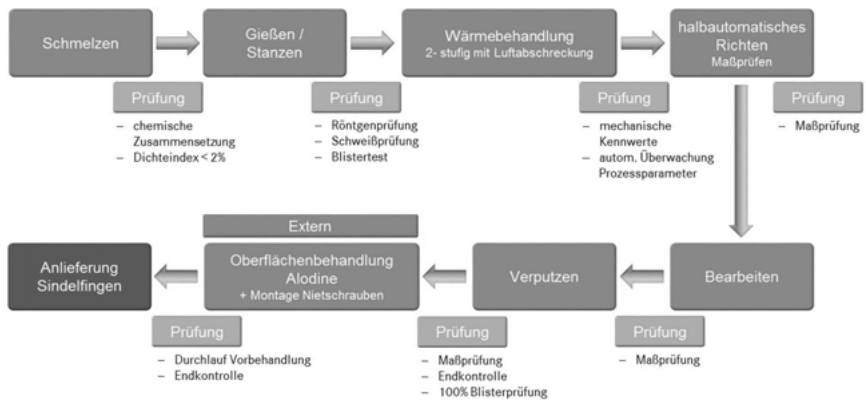 Schmelzen
Gießen /
Stanzen
Wärmebehandlung
2- stufig mit Luftabschreckung
halbautomatisches
Richten
Maßprüfen
Prüfung
– chemische
Zusammensetzung
– Dichteindex < 2%
Prüfung
– Röntgenprüfung
– Schweißprüfung
– Blistertest
Prüfung
– mechanische
Kennwerte
– autom. Überwachung
Prozessparameter
Prüfung
– Maßprüfung
Extern
Anlieferung
Sindelfingen
Oberflächenbehandlung
Alodine
+ Montage Nietschrauben
Verputzen
Bearbeiten
Prüfung
– Durchlauf Vorbehandlung
– Endkontrolle
Prüfung
– Maßprüfung
– Endkontrolle
– 100% Blisterprüfung
Prüfung
– Maßprüfung